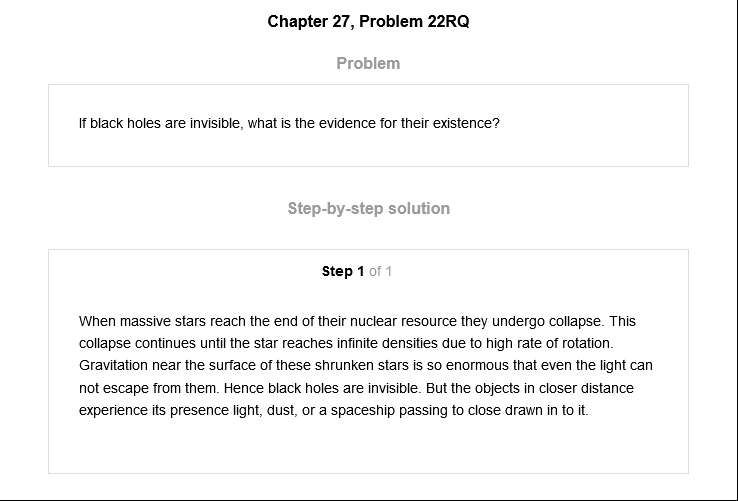 Chapter 27, Problem 22RQ
Problem
If black holes are invisible, what is the evidence for their existence?
Step-by-step solution
Step 1 of 1
When massive stars reach the end of their nuclear resource they undergo collapse. This
collapse continues until the star reaches infinite densities due to high rate of rotation.
Gravitation near the surface of these shrunken stars is so enormous that even the light can
not escape from them. Hence black holes are invisible. But the objects in closer distance
experience its presence light, dust, or a spaceship passing to close drawn in to it.